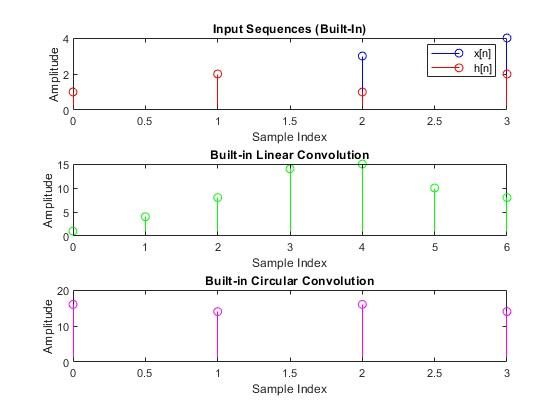 Input Sequences (Built-In)
4
2
0
Amplitude
x[n]
h[n]
0 0.5 1 1.5 2 2.5 3
Sample Index
Built-in Linear Convolution
15
10
5
0
Amplitude
0 1 2 3 4 5 6
Sample Index
Built-in Circular Convolution
20
10
0
Amplitude
0 0.5 1 1.5 2 2.5 3
Sample Index